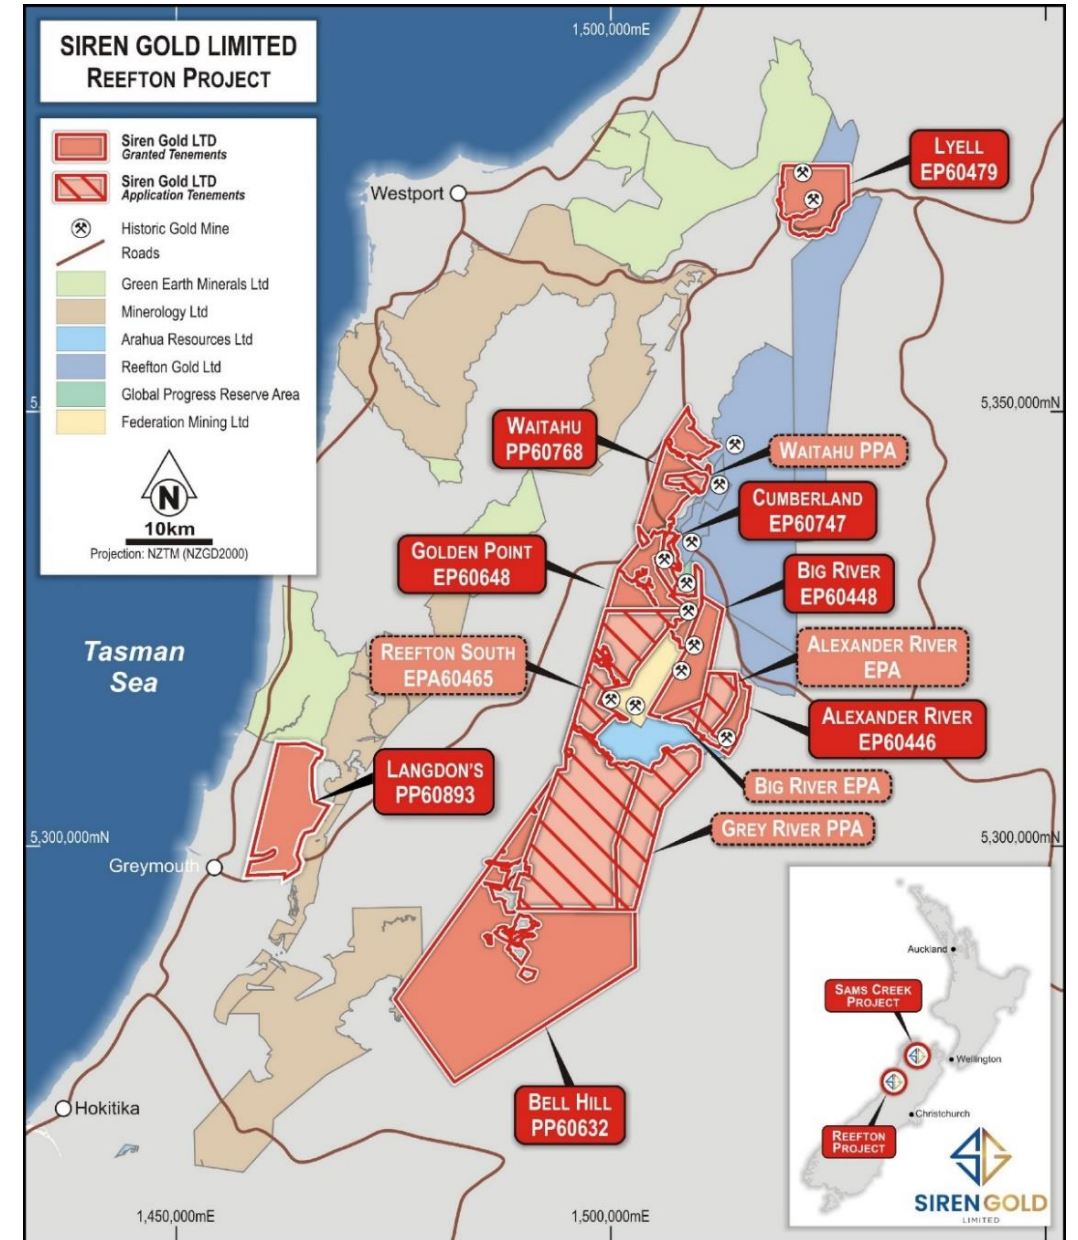 1,500,000mE
SIREN GOLD LIMITED
REEFTON PROJECT
Siren Gold LTD
Granted Tenements
Siren Gold LTD
Application Tenements
Historic Gold Mine
Roads
Green Earth Minerals Ltd
Minerology Ltd
Arahua Resources Ltd
Reefton Gold Ltd
Global Progress Reserve Area
Federation Mining Ltd
N
10km
Projection: NZTM (NZGD2000)
LYELL
EP60479
Westport
5,350,000mN
WAITAHU
PP60768
WAITAHU PPA
CUMBERLAND
EP60747
GOLDEN POINT
EP60648
BIG RIVER
EP60448
Tasman
Sea
REEFTON SOUTH
EPA60465
ALEXANDER RIVER
EPA
ALEXANDER RIVER
EP60446
LANGDON'S
PP60893
BIG RIVER EPA
GREY RIVER PPA
5,300,000mN
5,300,000mN
Greymouth
Auckland
SAMS CREEK
PROJECT
Wellington
Christchurch
REEFTON
PROJECT
SIREN GOLD
LIMITED
BELL HILL
PP60632
Hokitika
1,450,000mE
1,500,000mE